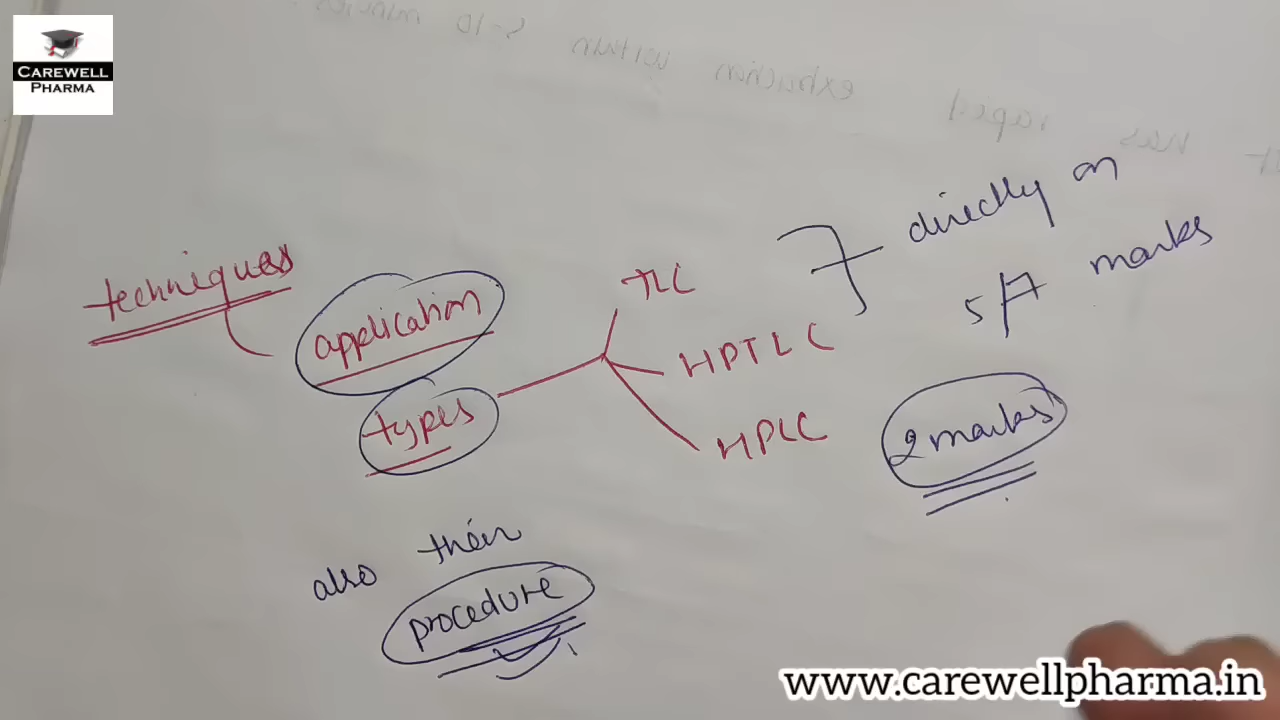 CAREWELL
PHARMA
techniques
application
types
TLC
HPTLC
HPLC
directly on
5/7 marks
2 marks
also their
procedure
www.carewellpharma.in